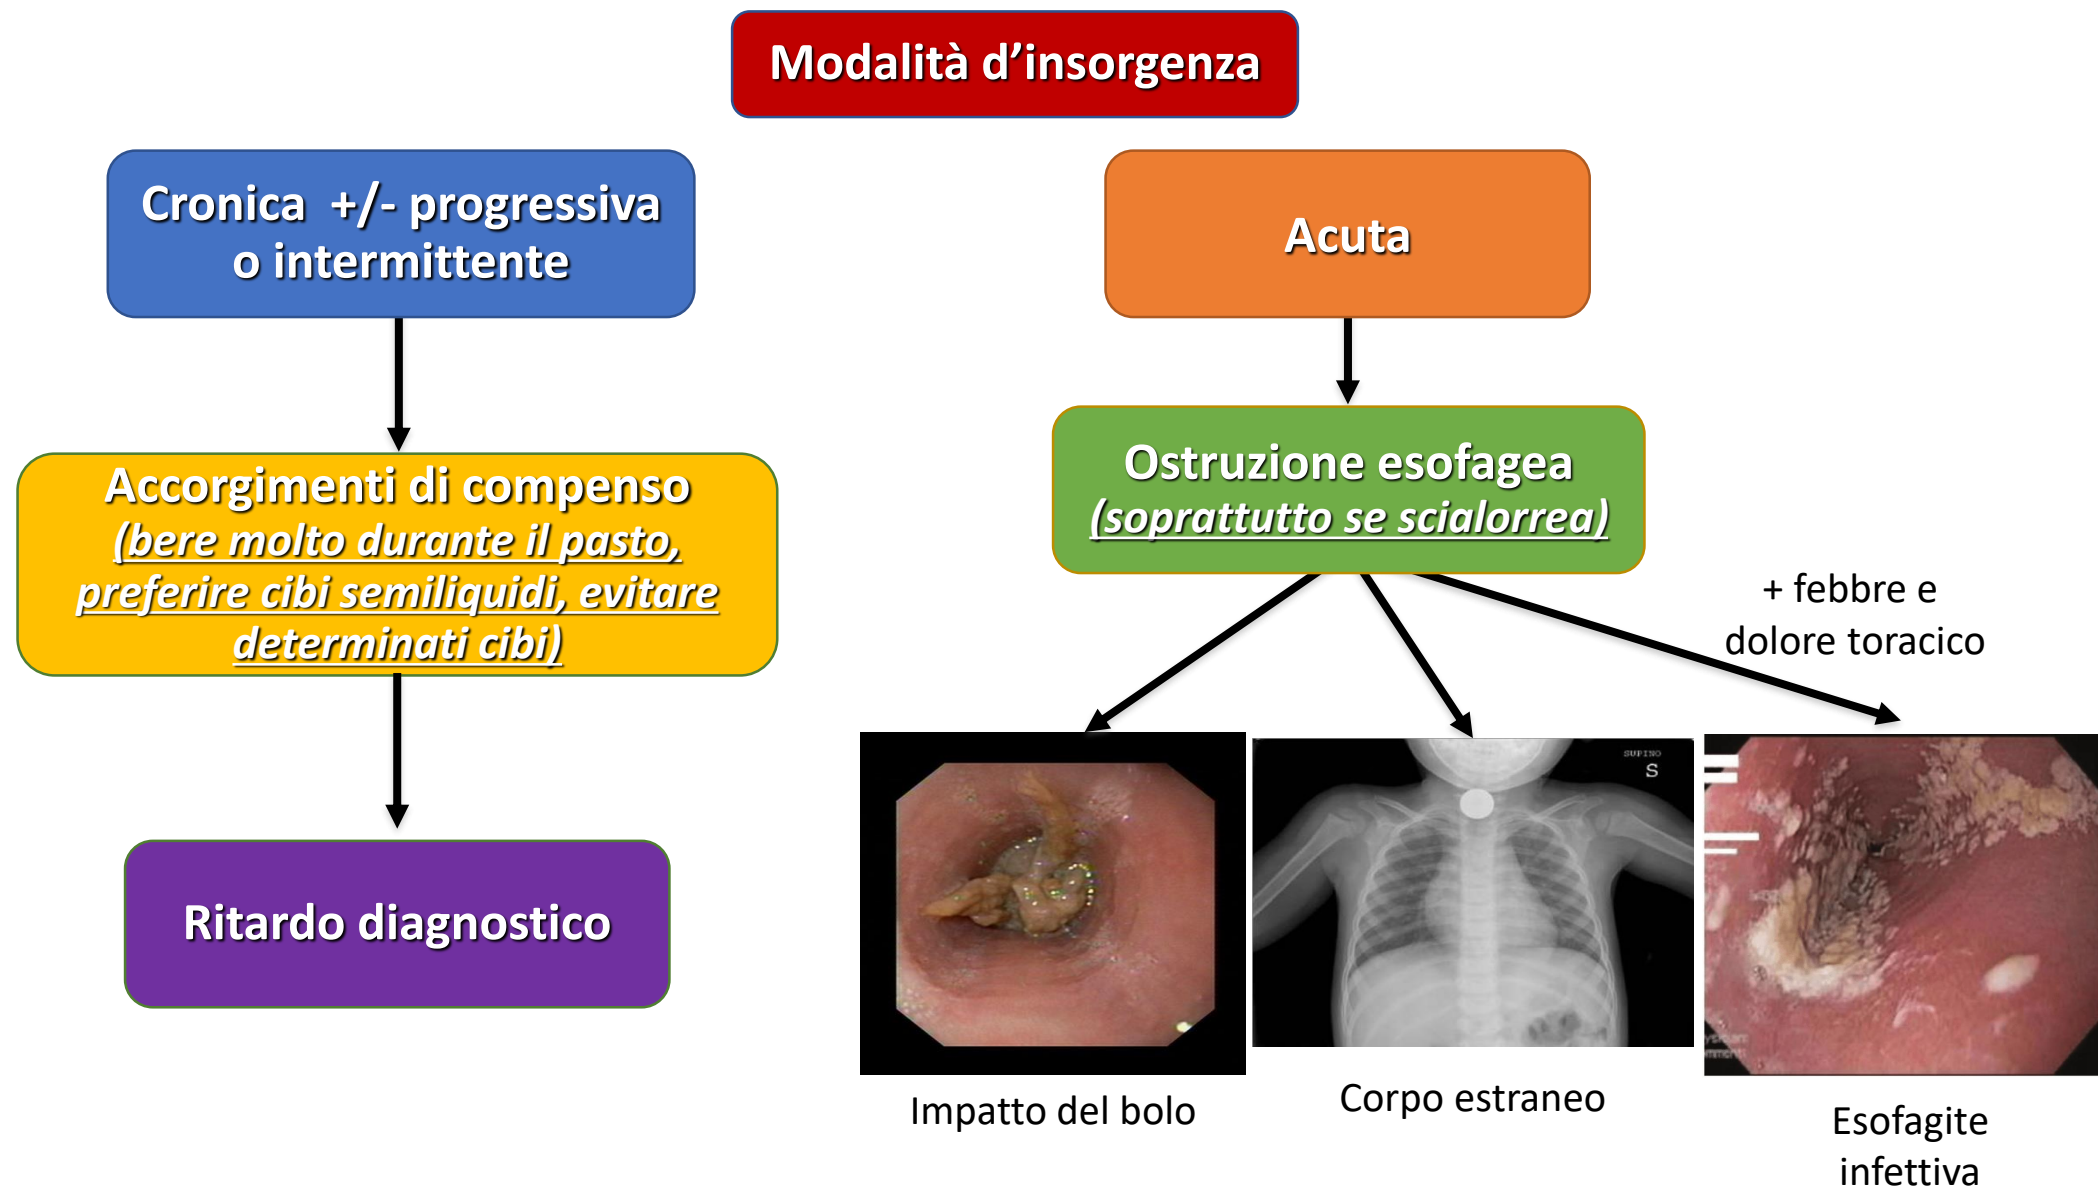 Modalità d’insorgenza
Cronica +/- progressiva
o intermittente
Acuta
Accorgimenti di compenso
(bere molto durante il pasto,
preferire cibi semiliquidi, evitare
determinati cibi)
Ostruzione esofagea
(soprattutto se scialorrea)
+ febbre e
dolore toracico
Ritardo diagnostico
SUPINO
S
Impatto del bolo
Corpo estraneo
Esofagite
infettiva